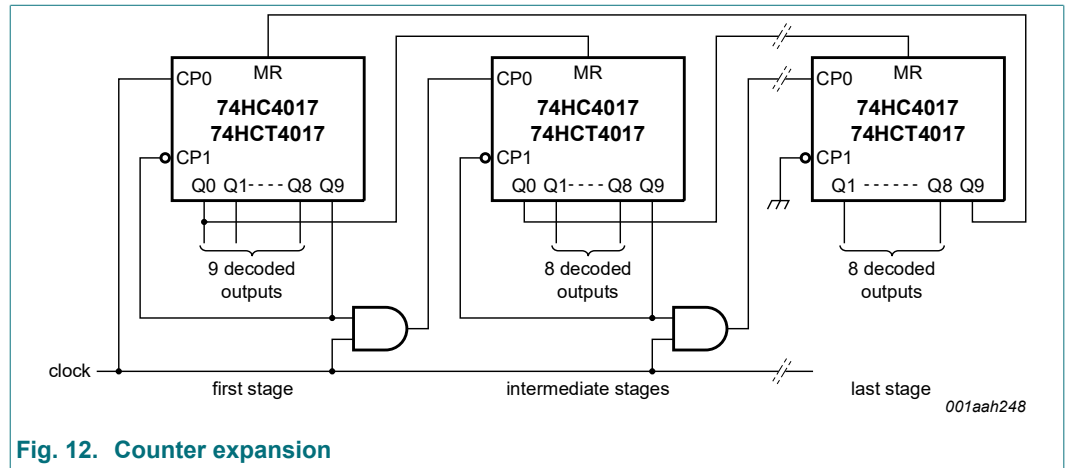 CP0 MR
74HC4017
74HCT4017
CP1
Q0 Q1 - - - - Q8 Q9
9 decoded
outputs
CP0 MR
74HC4017
74HCT4017
CP1
Q0 Q1 - - - - Q8 Q9
8 decoded
outputs
CP0 MR
74HC4017
74HCT4017
CP1
Q1 - - - - - - Q8 Q9
8 decoded
outputs
clock
first stage
intermediate stages
last stage
001aah248
Fig. 12. Counter expansion